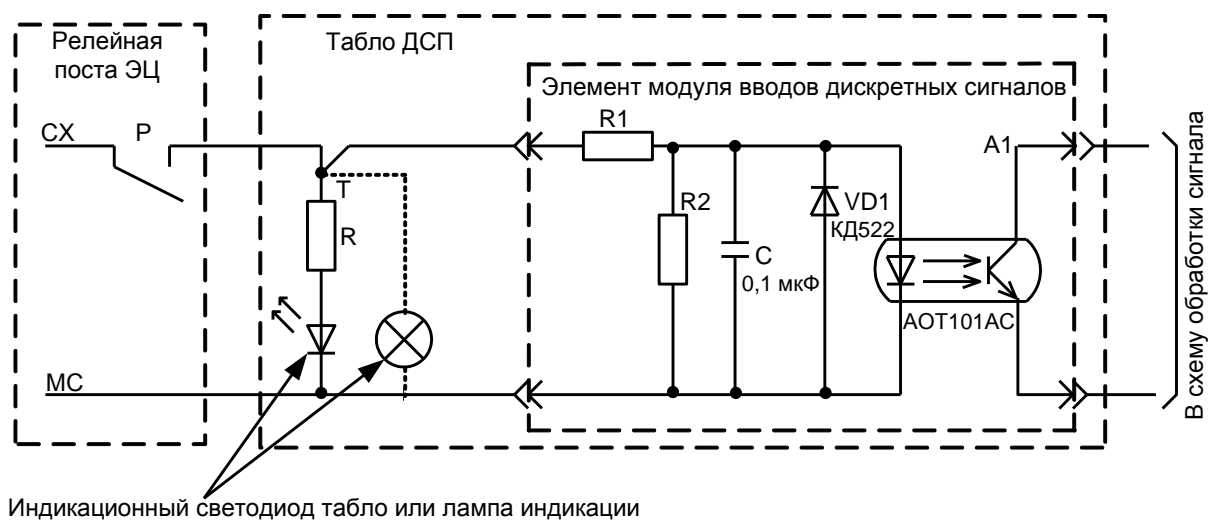 Релейная
поста ЭЦ
Табло ДСП
Элемент модуля вводов дискретных сигналов
СХ
Р
R1
А1
Т
R
R2
VD1
КД522
С
0,1 мкФ
АОТ101АС
МС
В схему обработки сигнала
Индикационный светодиод табло или лампа индикации